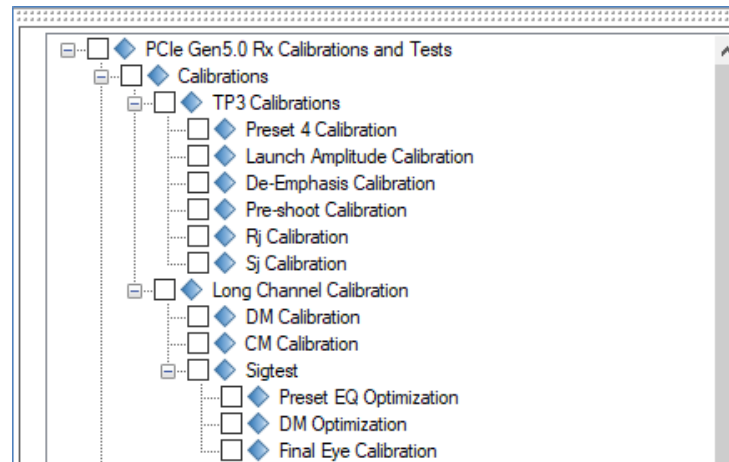 PCIe Gen5.0 Rx Calibrations and Tests
Calibrations
TP3 Calibrations
Preset 4 Calibration
Launch Amplitude Calibration
De-Emphasis Calibration
Pre-shoot Calibration
Rj Calibration
Sj Calibration
Long Channel Calibration
DM Calibration
CM Calibration
Sigtest
Preset EQ Optimization
DM Optimization
Final Eye Calibration